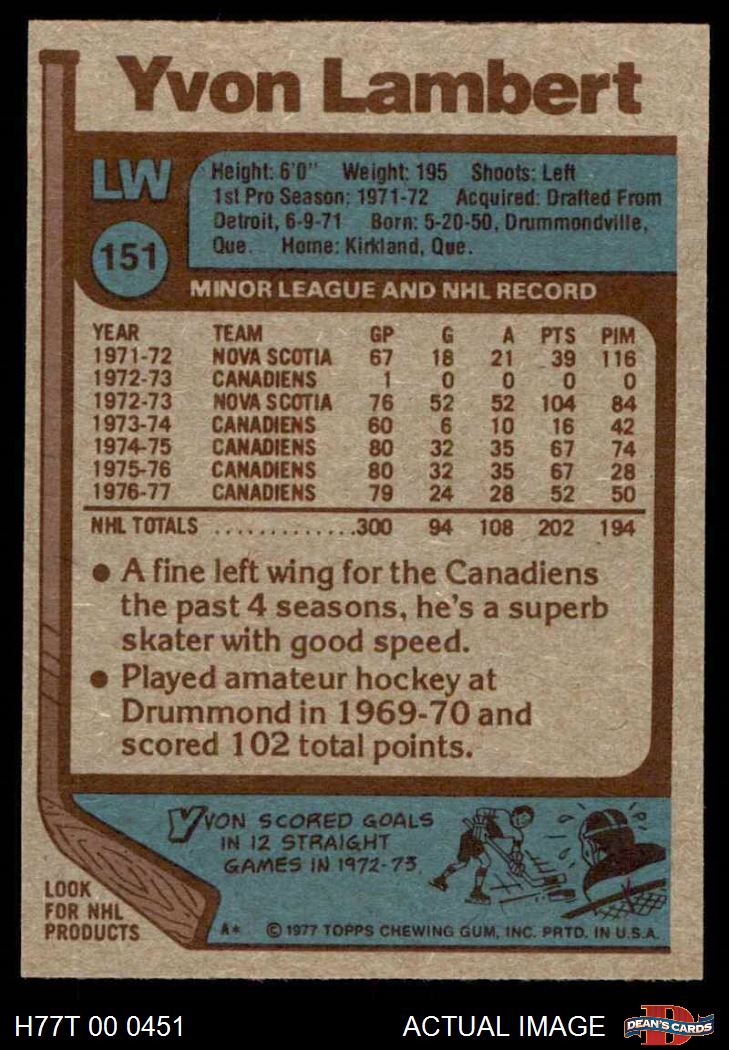 Yvon Lambert
LW
Height: 6'0" Weight: 195 Shoots: Left
1st Pro Season: 1971-72 Acquired: Drafted From
Detroit, 6-9-71 Born: 5-20-50, Drummondville,
Que. Home: Kirkland, Que.
151
MINOR LEAGUE AND NHL RECORD
YEAR TEAM GP G A PTS PIM
1971-72 NOVA SCOTIA 67 18 21 39 116
1972-73 CANADIENS 1 0 0 0 0
1972-73 NOVA SCOTIA 76 52 52 104 84
1973-74 CANADIENS 60 6 10 16 42
1974-75 CANADIENS 80 32 35 67 74
1975-76 CANADIENS 80 32 35 67 28
1976-77 CANADIENS 79 24 28 52 50
NHL TOTALS .............300 94 108 202 194
● A fine left wing for the Canadiens
the past 4 seasons, he's a superb
skater with good speed.
● Played amateur hockey at
Drummond in 1969-70 and
scored 102 total points.
YVON SCORED GOALS
IN 12 STRAIGHT
GAMES IN 1972-73.
LOOK
FOR NHL
PRODUCTS
A* © 1977 TOPPS CHEWING GUM, INC. PRTD. IN U.S.A.
H77T 00 0451 ACTUAL IMAGE DEAN'S CARDS